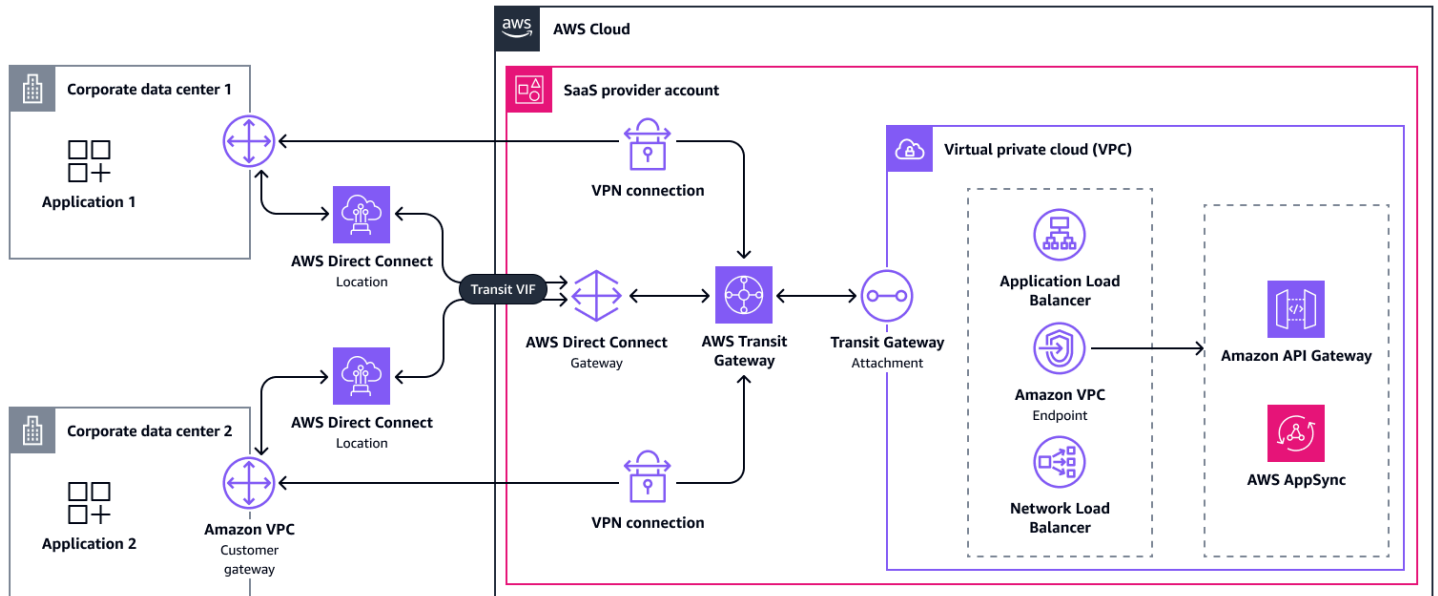 aws
AWS Cloud
Corporate data center 1
SaaS provider account
Application 1
VPN connection
Virtual private cloud (VPC)
AWS Direct Connect
Location
Transit VIF
AWS Direct Connect
Gateway
AWS Transit
Gateway
Transit Gateway
Attachment
Application Load
Balancer
Amazon VPC
Endpoint
Network Load
Balancer
Amazon API Gateway
AWS AppSync
AWS Direct Connect
Location
Corporate data center 2
Application 2
Amazon VPC
Customer
gateway
VPN connection